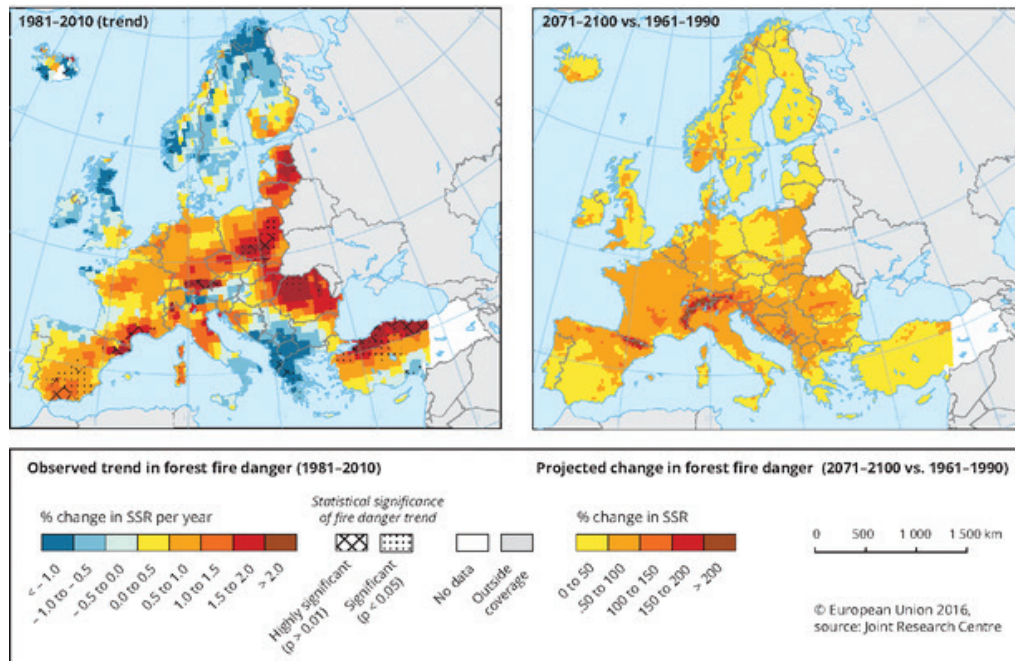 1981–2010 (trend)
2071–2100 vs. 1961–1990
Observed trend in forest fire danger (1981–2010)
% change in SSR per year
< – 1.0
– 1.0 to – 0.5
– 0.5 to 0.0
0.0 to 0.5
0.5 to 1.0
1.0 to 1.5
1.5 to 2.0
> 2.0
Statistical significance
of fire danger trend
Highly significant
(p > 0.01)
Significant
(p < 0.05)
No data
Outside
coverage
Projected change in forest fire danger (2071–2100 vs. 1961–1990)
% change in SSR
0 to 50
50 to 100
100 to 150
150 to 200
> 200
0 500 1 500 km
© European Union 2016,
source: Joint Research Centre